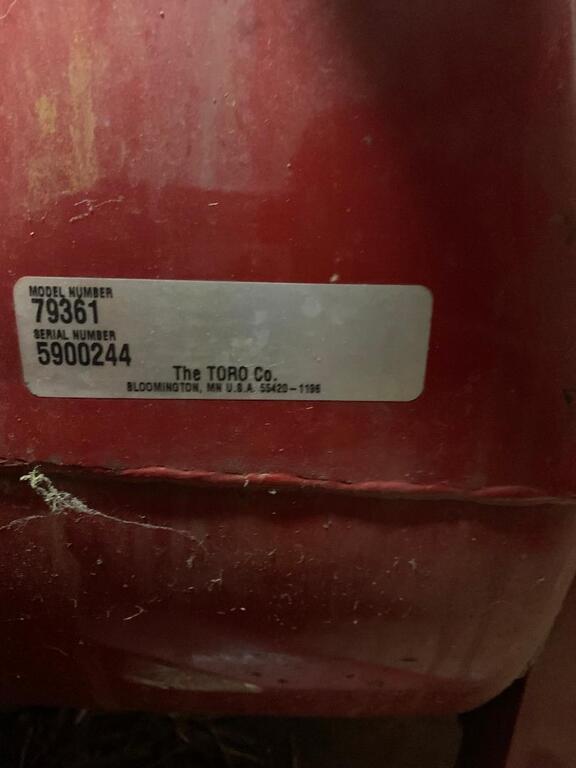 MODEL NUMBER
79361
SERIAL NUMBER
5900244
The TORO Co.
BLOOMINGTON, MN U.S.A. 55420-1196